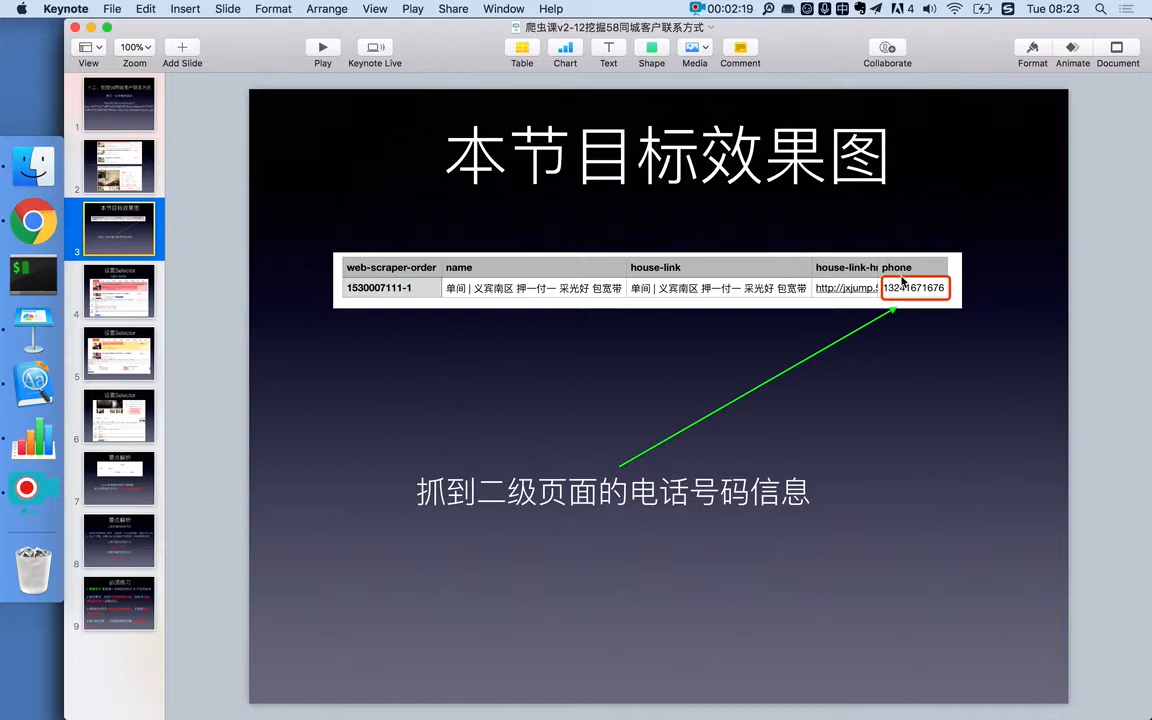 Keynote File Edit Insert Slide Format Arrange View Play Share Window Help 00:02:19 4 Tue 08:23
爬虫课v2-12挖掘58同城客户联系方式
100%
View Zoom Add Slide Play Keynote Live Table Chart Text Shape Media Comment Collaborate Format Animate Document
1
2
本节目标效果图
3
设置Selector
4
设置Selector
5
设置Selector
6
要点解析
7
要点解析
8
必须练习
9
本节目标效果图
web-scraper-order name house-link house-link-h phone
1530007111-1 单间 | 义宾南区 押一付一 采光好 包宽带 单间 | 义宾南区 押一付一 采光好 包宽带 http://jxjump. 13241671676
抓到二级页面的电话号码信息